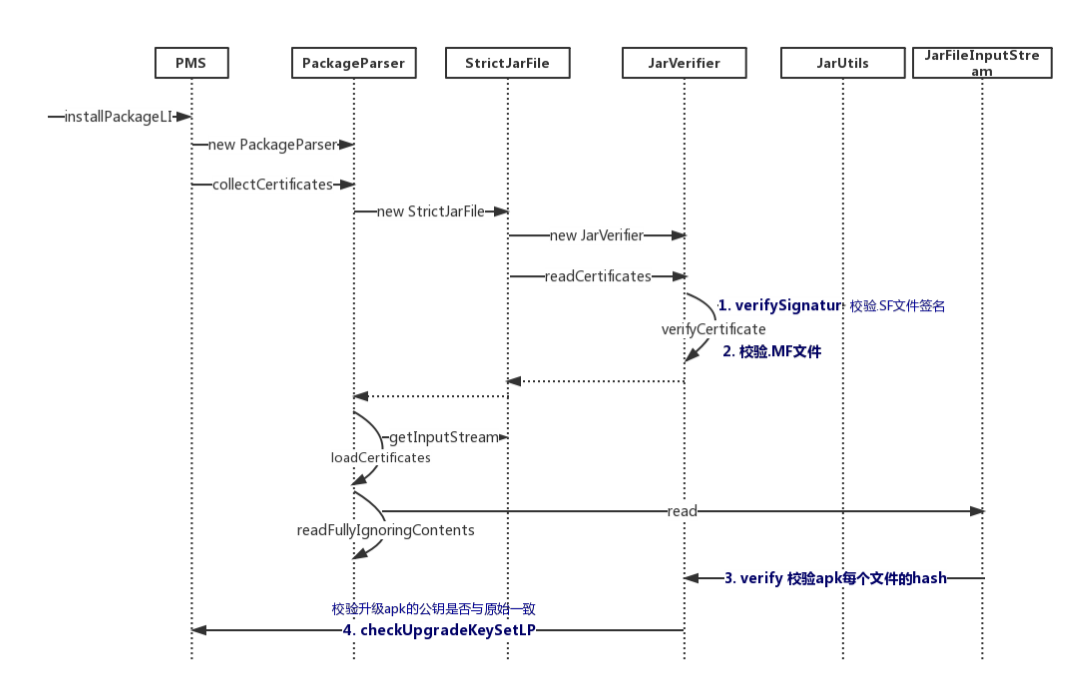 PMS
PackageParser
StrictJarFile
JarVerifier
JarUtils
JarFileInputStre
am
installPackageLI
new PackageParser
collectCertificates
new StrictJarFile
new JarVerifier
readCertificates
1. verifySignatur 校验.SF文件签名
verifyCertificate
2. 校验.MF文件
getInputStream
loadCertificates
read
readFullyIgnoringContents
3. verify 校验apk每个文件的hash
校验升级apk的公钥是否与原始一致
4. checkUpgradeKeySetLP